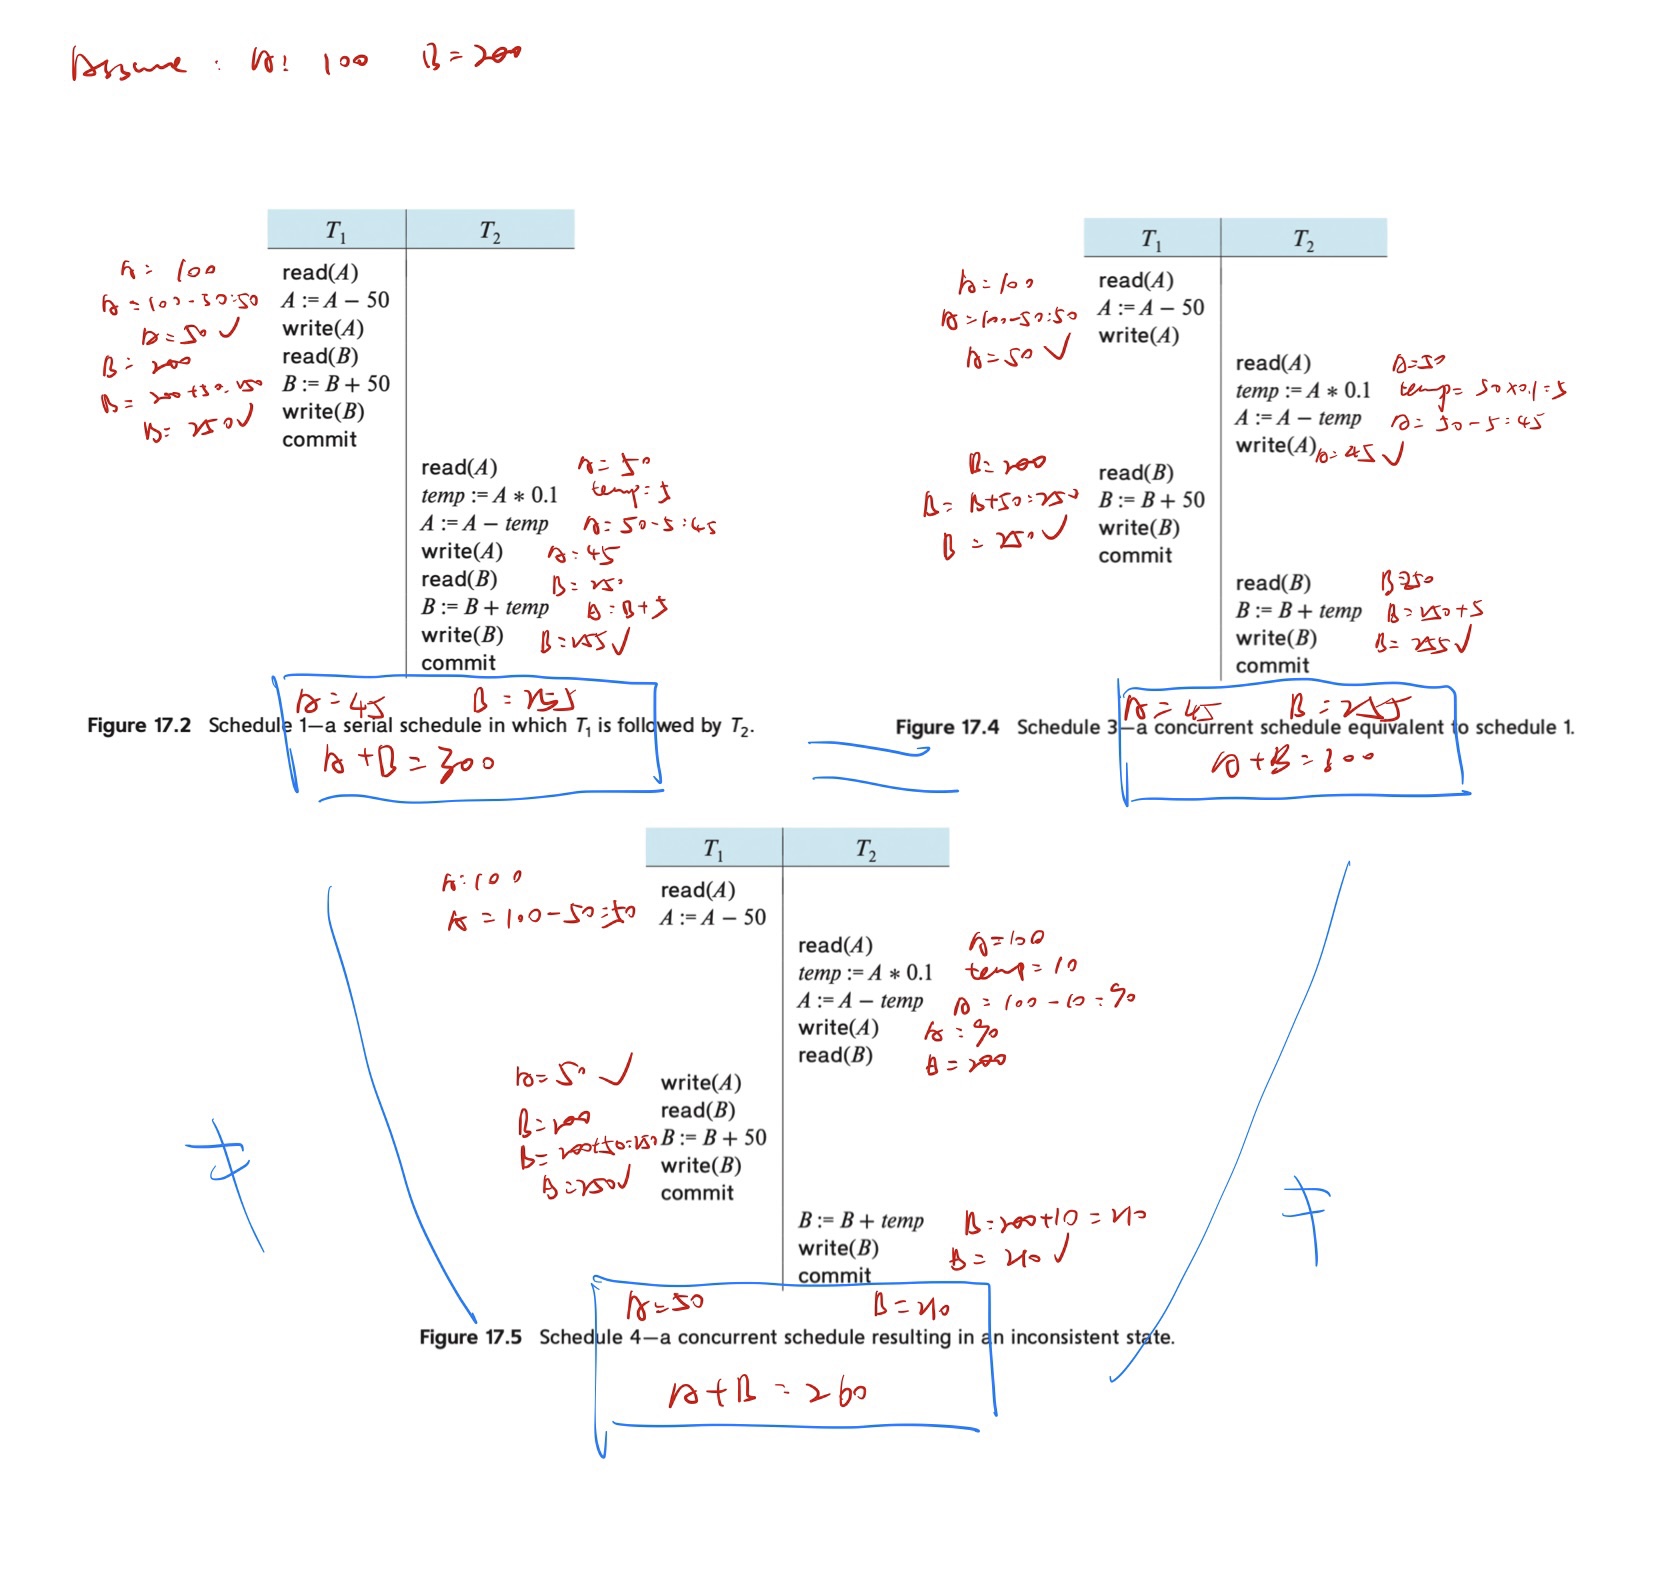 Assume : A: 100 B = 200
T1 T2
A = 100 read(A)
A = 100-50=50 A := A − 50
A = 50 ✓ write(A)
B = 200 read(B)
B = 200+50=250 B := B + 50
B = 250 ✓ write(B)
commit
read(A) A = 50
temp := A ∗ 0.1 temp = 5
A := A − temp A = 50-5=45
write(A) A = 45
read(B) B = 250
B := B + temp B = B+5
write(B) B = 255 ✓
commit
A = 45 B = 255
Figure 17.2 Schedule 1—a serial schedule in which T1 is followed by T2.
A + B = 300
T1 T2
A = 100 read(A)
A = 100-50=50 A := A − 50
A = 50 ✓ write(A)
read(A) A=50
temp := A ∗ 0.1 temp = 50×0.1=5
A := A − temp A = 50-5=45
write(A) A = 45 ✓
B = 200 read(B)
B = B+50=250 B := B + 50
B = 250 ✓ write(B)
commit
read(B) B=250
B := B + temp B = 250+5
write(B) B = 255 ✓
commit
A = 45 B = 255
Figure 17.4 Schedule 3—a concurrent schedule equivalent to schedule 1.
A + B = 300
=
T1 T2
A = 100 read(A)
A = 100-50=50 A := A − 50
read(A) A=100
temp := A ∗ 0.1 temp = 10
A := A − temp A = 100-10=90
write(A) A = 90
read(B) B = 200
A = 50 ✓ write(A)
B = 200 read(B)
B = 200+50=250 B := B + 50
B = 250 ✓ write(B)
commit
B := B + temp B = 200+10 = 210
write(B) B = 210 ✓
commit
≠ ≠
A = 50 B = 210
Figure 17.5 Schedule 4—a concurrent schedule resulting in an inconsistent state.
A + B = 260